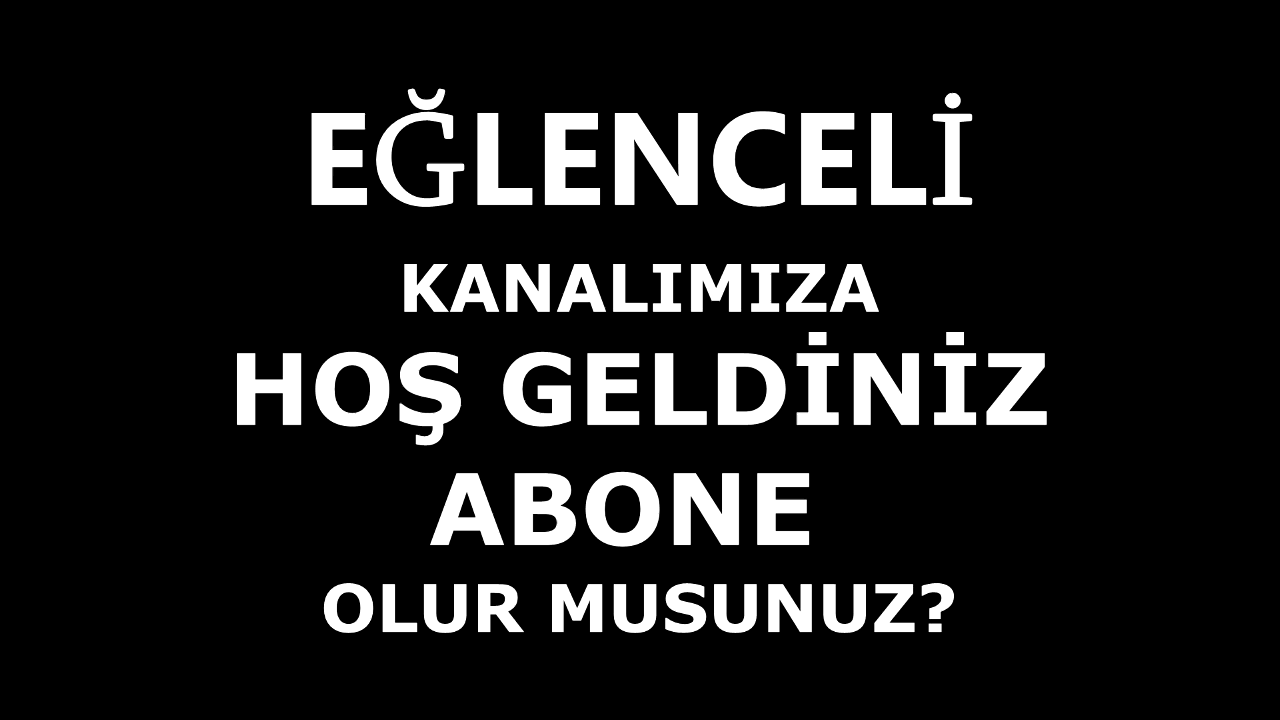 EĞLENCELİ
KANALIMIZA
HOŞ GELDİNİZ
ABONE
OLUR MUSUNUZ?